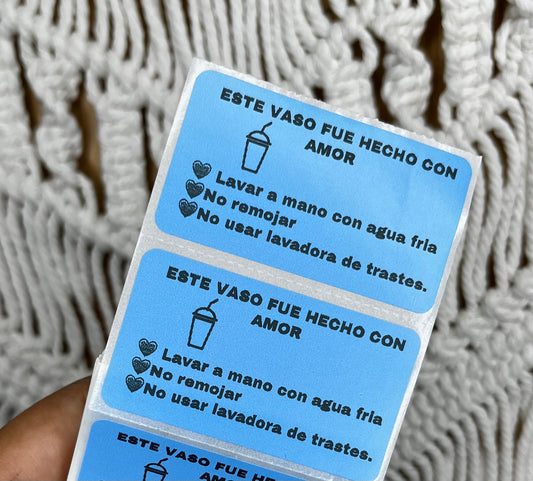 ESTE VASO FUE HECHO CON
AMOR
Lavar a mano con agua fria
No remojar
No usar lavadora de trastes.
ESTE VASO FUE HECHO CON
AMOR
Lavar a mano con agua fria
No remojar
No usar lavadora de trastes.
ESTE VASO FUE HECHO CON
AMOR